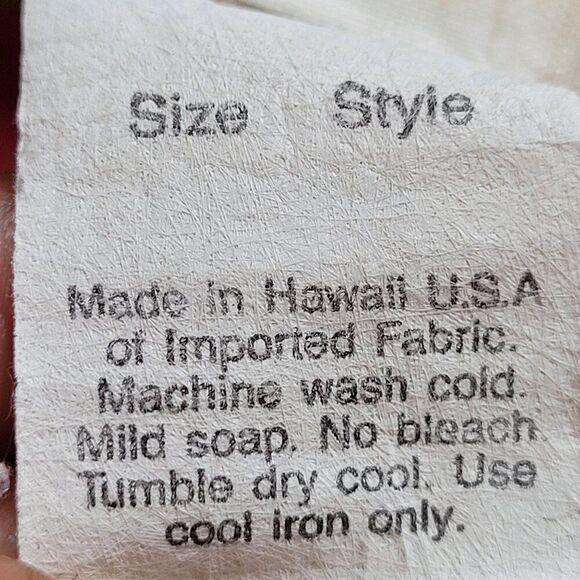 Size Style
Made in Hawaii U.S.A
of Imported Fabric.
Machine wash cold.
Mild soap. No bleach.
Tumble dry cool. Use
cool iron only.